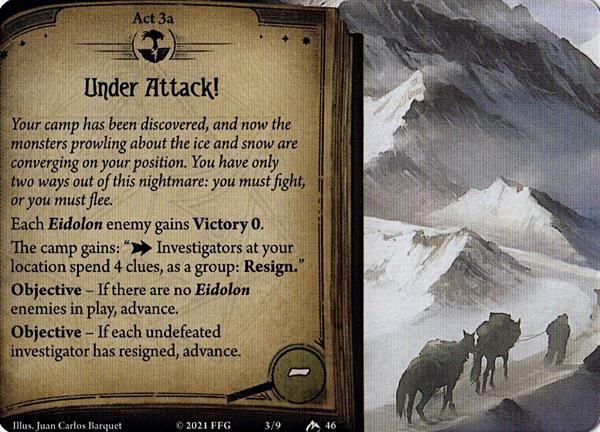 Act 3a
Under Attack!
Your camp has been discovered, and now the
monsters prowling about the ice and snow are
converging on your position. You have only
two ways out of this nightmare: you must fight,
or you must flee.
Each Eidolon enemy gains Victory 0.
The camp gains: “ Investigators at your
location spend 4 clues, as a group: Resign.”
Objective – If there are no Eidolon
enemies in play, advance.
Objective – If each undefeated
investigator has resigned, advance.
–
Illus. Juan Carlos Barquet © 2021 FFG 3/9 46